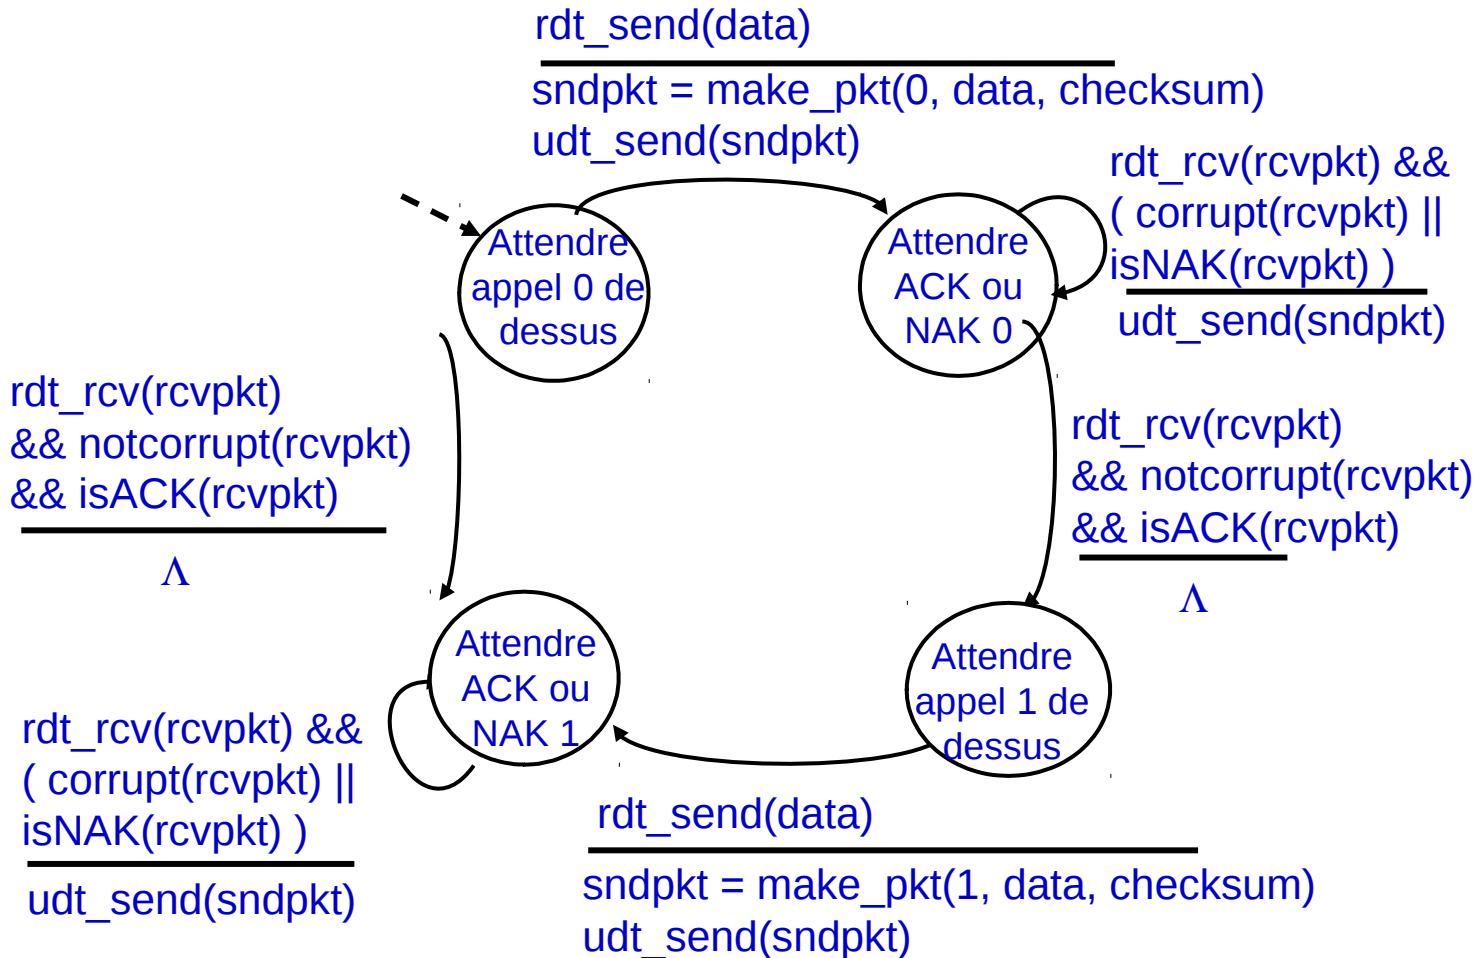 rdt_send(data)
sndpkt = make_pkt(0, data, checksum)
udt_send(sndpkt)
rdt_rcv(rcvpkt) &&
( corrupt(rcvpkt) ||
isNAK(rcvpkt) )
udt_send(sndpkt)
Attendre
appel 0 de
dessus
Attendre
ACK ou
NAK 0
rdt_rcv(rcvpkt)
&& notcorrupt(rcvpkt)
&& isACK(rcvpkt)
Λ
rdt_rcv(rcvpkt)
&& notcorrupt(rcvpkt)
&& isACK(rcvpkt)
Λ
Attendre
ACK ou
NAK 1
Attendre
appel 1 de
dessus
rdt_rcv(rcvpkt) &&
( corrupt(rcvpkt) ||
isNAK(rcvpkt) )
udt_send(sndpkt)
rdt_send(data)
sndpkt = make_pkt(1, data, checksum)
udt_send(sndpkt)